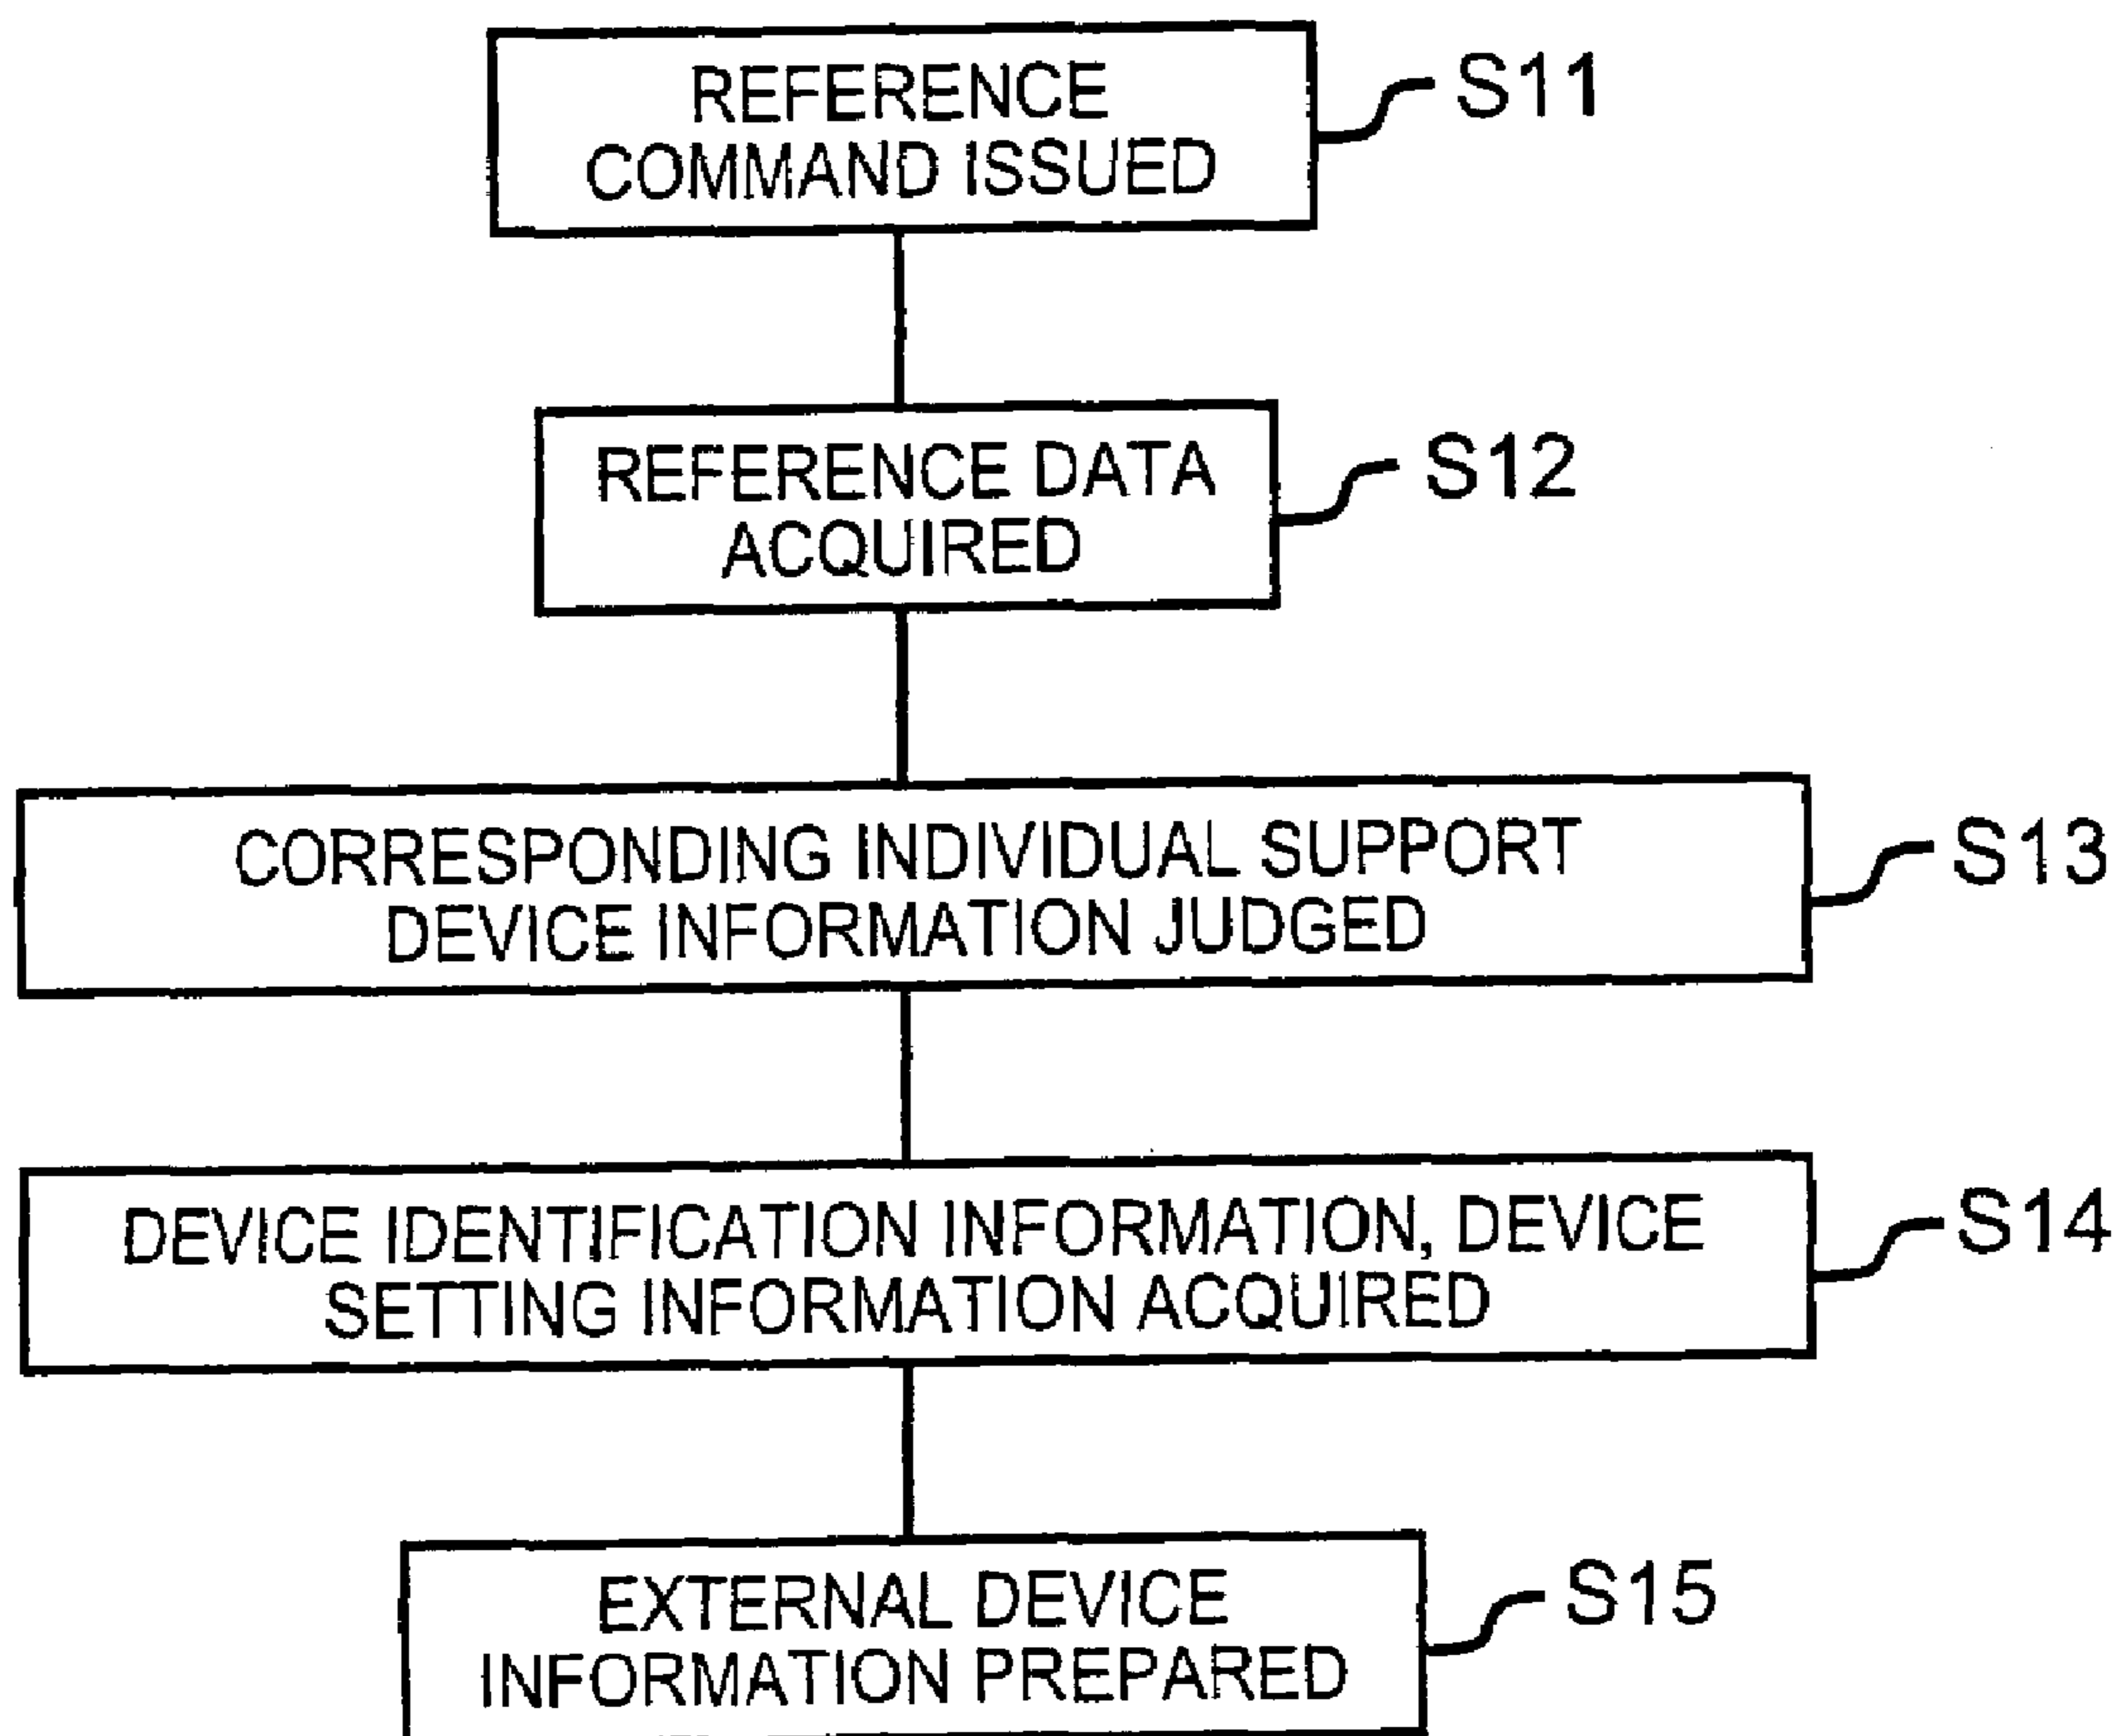 REFERENCE
COMMAND ISSUED
S11
REFERENCE DATA
ACQUIRED
S12
CORRESPONDING INDIVIDUAL SUPPORT
DEVICE INFORMATION JUDGED
S13
DEVICE IDENTIFICATION INFORMATION, DEVICE
SETTING INFORMATION ACQUIRED
S14
EXTERNAL DEVICE
INFORMATION PREPARED
S15